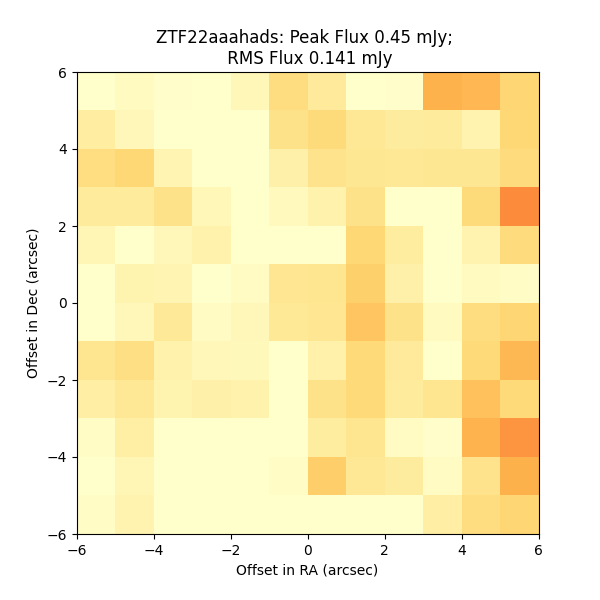 ZTF22aaahads: Peak Flux 0.45 mJy;
RMS Flux 0.141 mJy
6
4
2
0
−2
−4
−6
Offset in Dec (arcsec)
−6 −4 −2 0 2 4 6
Offset in RA (arcsec)